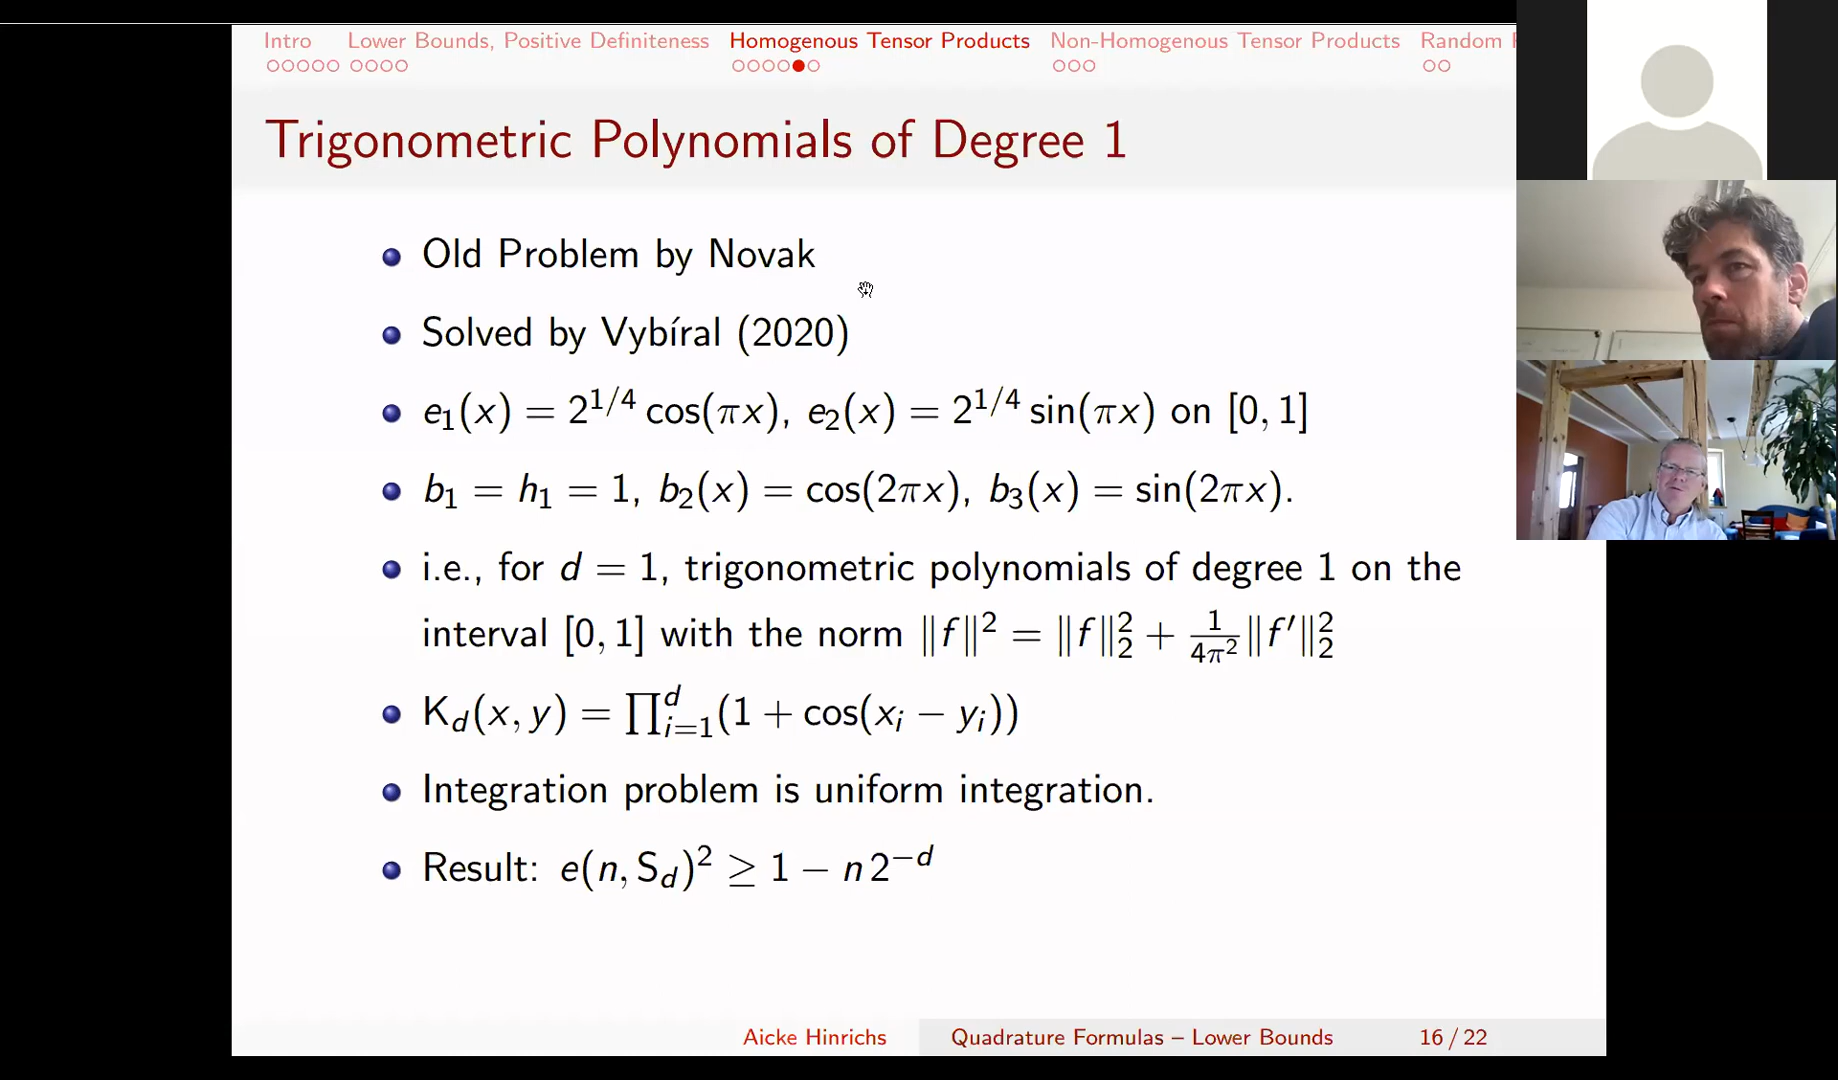 Intro Lower Bounds, Positive Definiteness Homogenous Tensor Products Non-Homogenous Tensor Products Random
Trigonometric Polynomials of Degree 1
Old Problem by Novak
Solved by Vybíral (2020)
e₁(x) = 2^{1/4} cos(πx), e₂(x) = 2^{1/4} sin(πx) on [0, 1]
b₁ = h₁ = 1, b₂(x) = cos(2πx), b₃(x) = sin(2πx).
i.e., for d = 1, trigonometric polynomials of degree 1 on the
interval [0, 1] with the norm ‖f‖² = ‖f‖₂² + 1/(4π²) ‖f′‖₂²
K_d(x, y) = ∏_{i=1}^{d} (1 + cos(x_i − y_i))
Integration problem is uniform integration.
Result: e(n, S_d)² ≥ 1 − n 2^{−d}
Aicke Hinrichs Quadrature Formulas – Lower Bounds 16 / 22